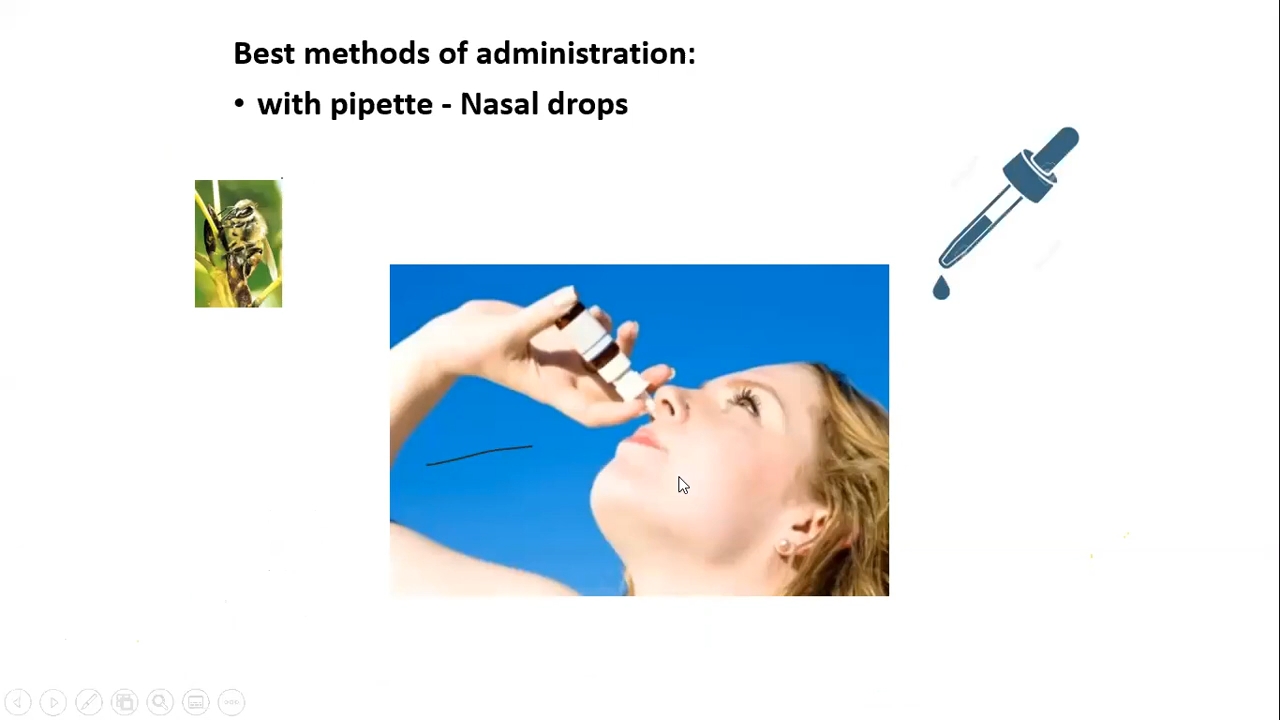 Best methods of administration:
• with pipette - Nasal drops